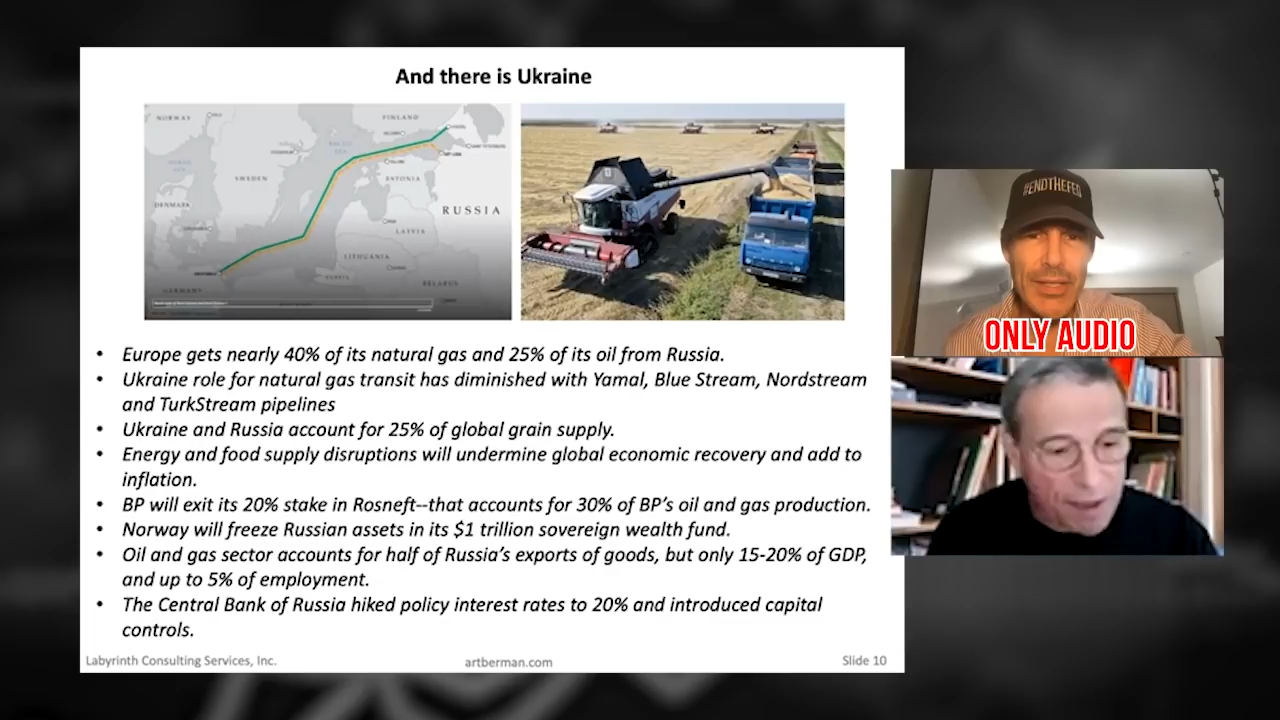 And there is Ukraine
NORWAY
FINLAND
SWEDEN
ESTONIA
RUSSIA
DENMARK
LATVIA
LITHUANIA
BELARUS
GERMANY
#ENDTHEFED
ONLY AUDIO
• Europe gets nearly 40% of its natural gas and 25% of its oil from Russia.
• Ukraine role for natural gas transit has diminished with Yamal, Blue Stream, Nordstream
and TurkStream pipelines
• Ukraine and Russia account for 25% of global grain supply.
• Energy and food supply disruptions will undermine global economic recovery and add to
inflation.
• BP will exit its 20% stake in Rosneft--that accounts for 30% of BP’s oil and gas production.
• Norway will freeze Russian assets in its $1 trillion sovereign wealth fund.
• Oil and gas sector accounts for half of Russia’s exports of goods, but only 15-20% of GDP,
and up to 5% of employment.
• The Central Bank of Russia hiked policy interest rates to 20% and introduced capital
controls.
Labyrinth Consulting Services, Inc.
artberman.com
Slide 10